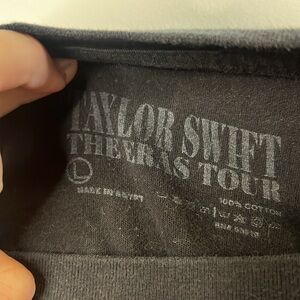 TAYLOR SWIFT
THE ERAS TOUR
L
MADE IN EGYPT
100% COTTON